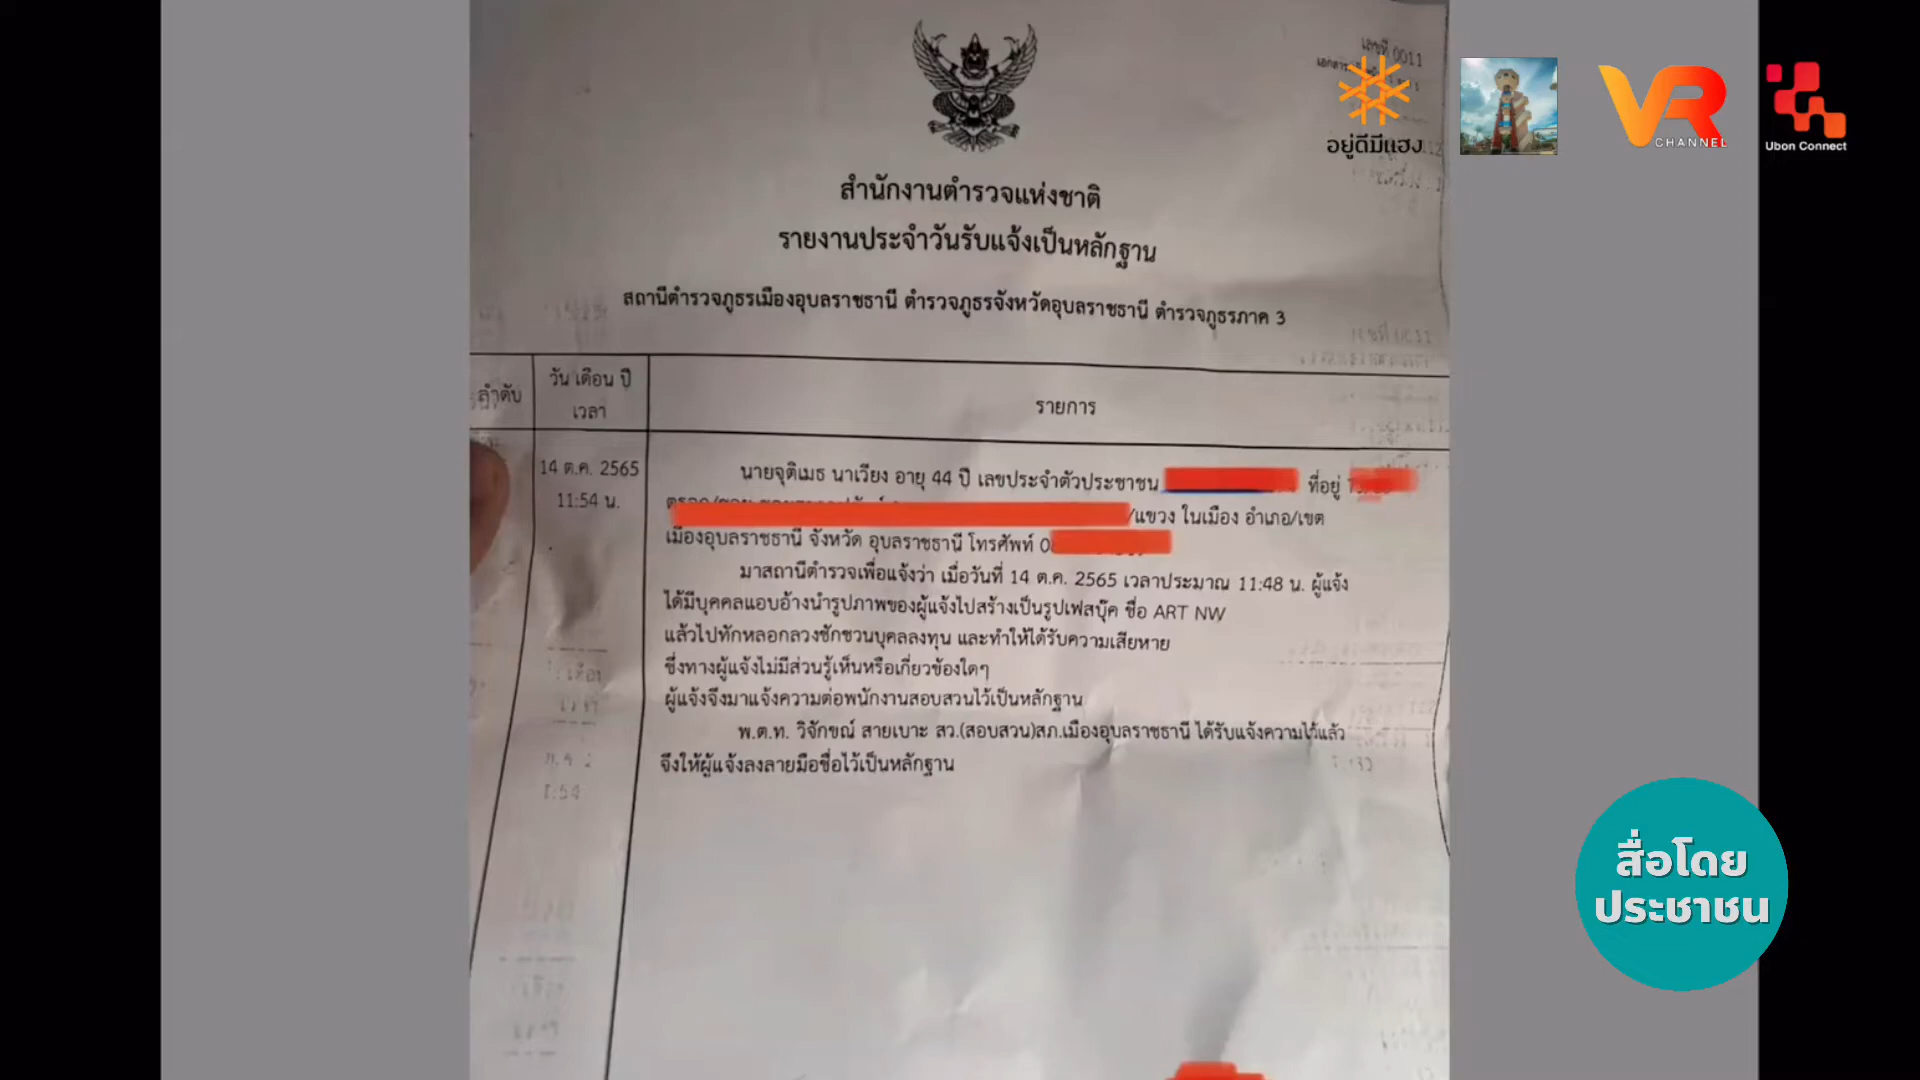 เลขที่ 0011
อยู่ดีมีแฮง
VR
CHANNEL
Ubon Connect
สำนักงานตำรวจแห่งชาติ
รายงานประจำวันรับแจ้งเป็นหลักฐาน
สถานีตำรวจภูธรเมืองอุบลราชธานี ตำรวจภูธรจังหวัดอุบลราชธานี ตำรวจภูธรภาค 3
ลำดับ
วัน เดือน ปี
เวลา
รายการ
14 ต.ค. 2565
11:54 น.
นายจุติเมธ นาเวียง อายุ 44 ปี เลขประจำตัวประชาชน ที่อยู่
/แขวง ในเมือง อำเภอ/เขต
เมืองอุบลราชธานี จังหวัด อุบลราชธานี โทรศัพท์ 0
มาสถานีตำรวจเพื่อแจ้งว่า เมื่อวันที่ 14 ต.ค. 2565 เวลาประมาณ 11:48 น. ผู้แจ้ง
ได้มีบุคคลแอบอ้างนำรูปภาพของผู้แจ้งไปสร้างเป็นรูปเฟสบุ๊ค ชื่อ ART NW
แล้วไปทักหลอกลวงชักชวนบุคลลงทุน และทำให้ได้รับความเสียหาย
ซึ่งทางผู้แจ้งไม่มีส่วนรู้เห็นหรือเกี่ยวข้องใดๆ
ผู้แจ้งจึงมาแจ้งความต่อพนักงานสอบสวนไว้เป็นหลักฐาน
พ.ต.ท. วิจักขณ์ สายเบาะ สว.(สอบสวน)สภ.เมืองอุบลราชธานี ได้รับแจ้งความไว้แล้ว
จึงให้ผู้แจ้งลงลายมือชื่อไว้เป็นหลักฐาน
สื่อโดย
ประชาชน